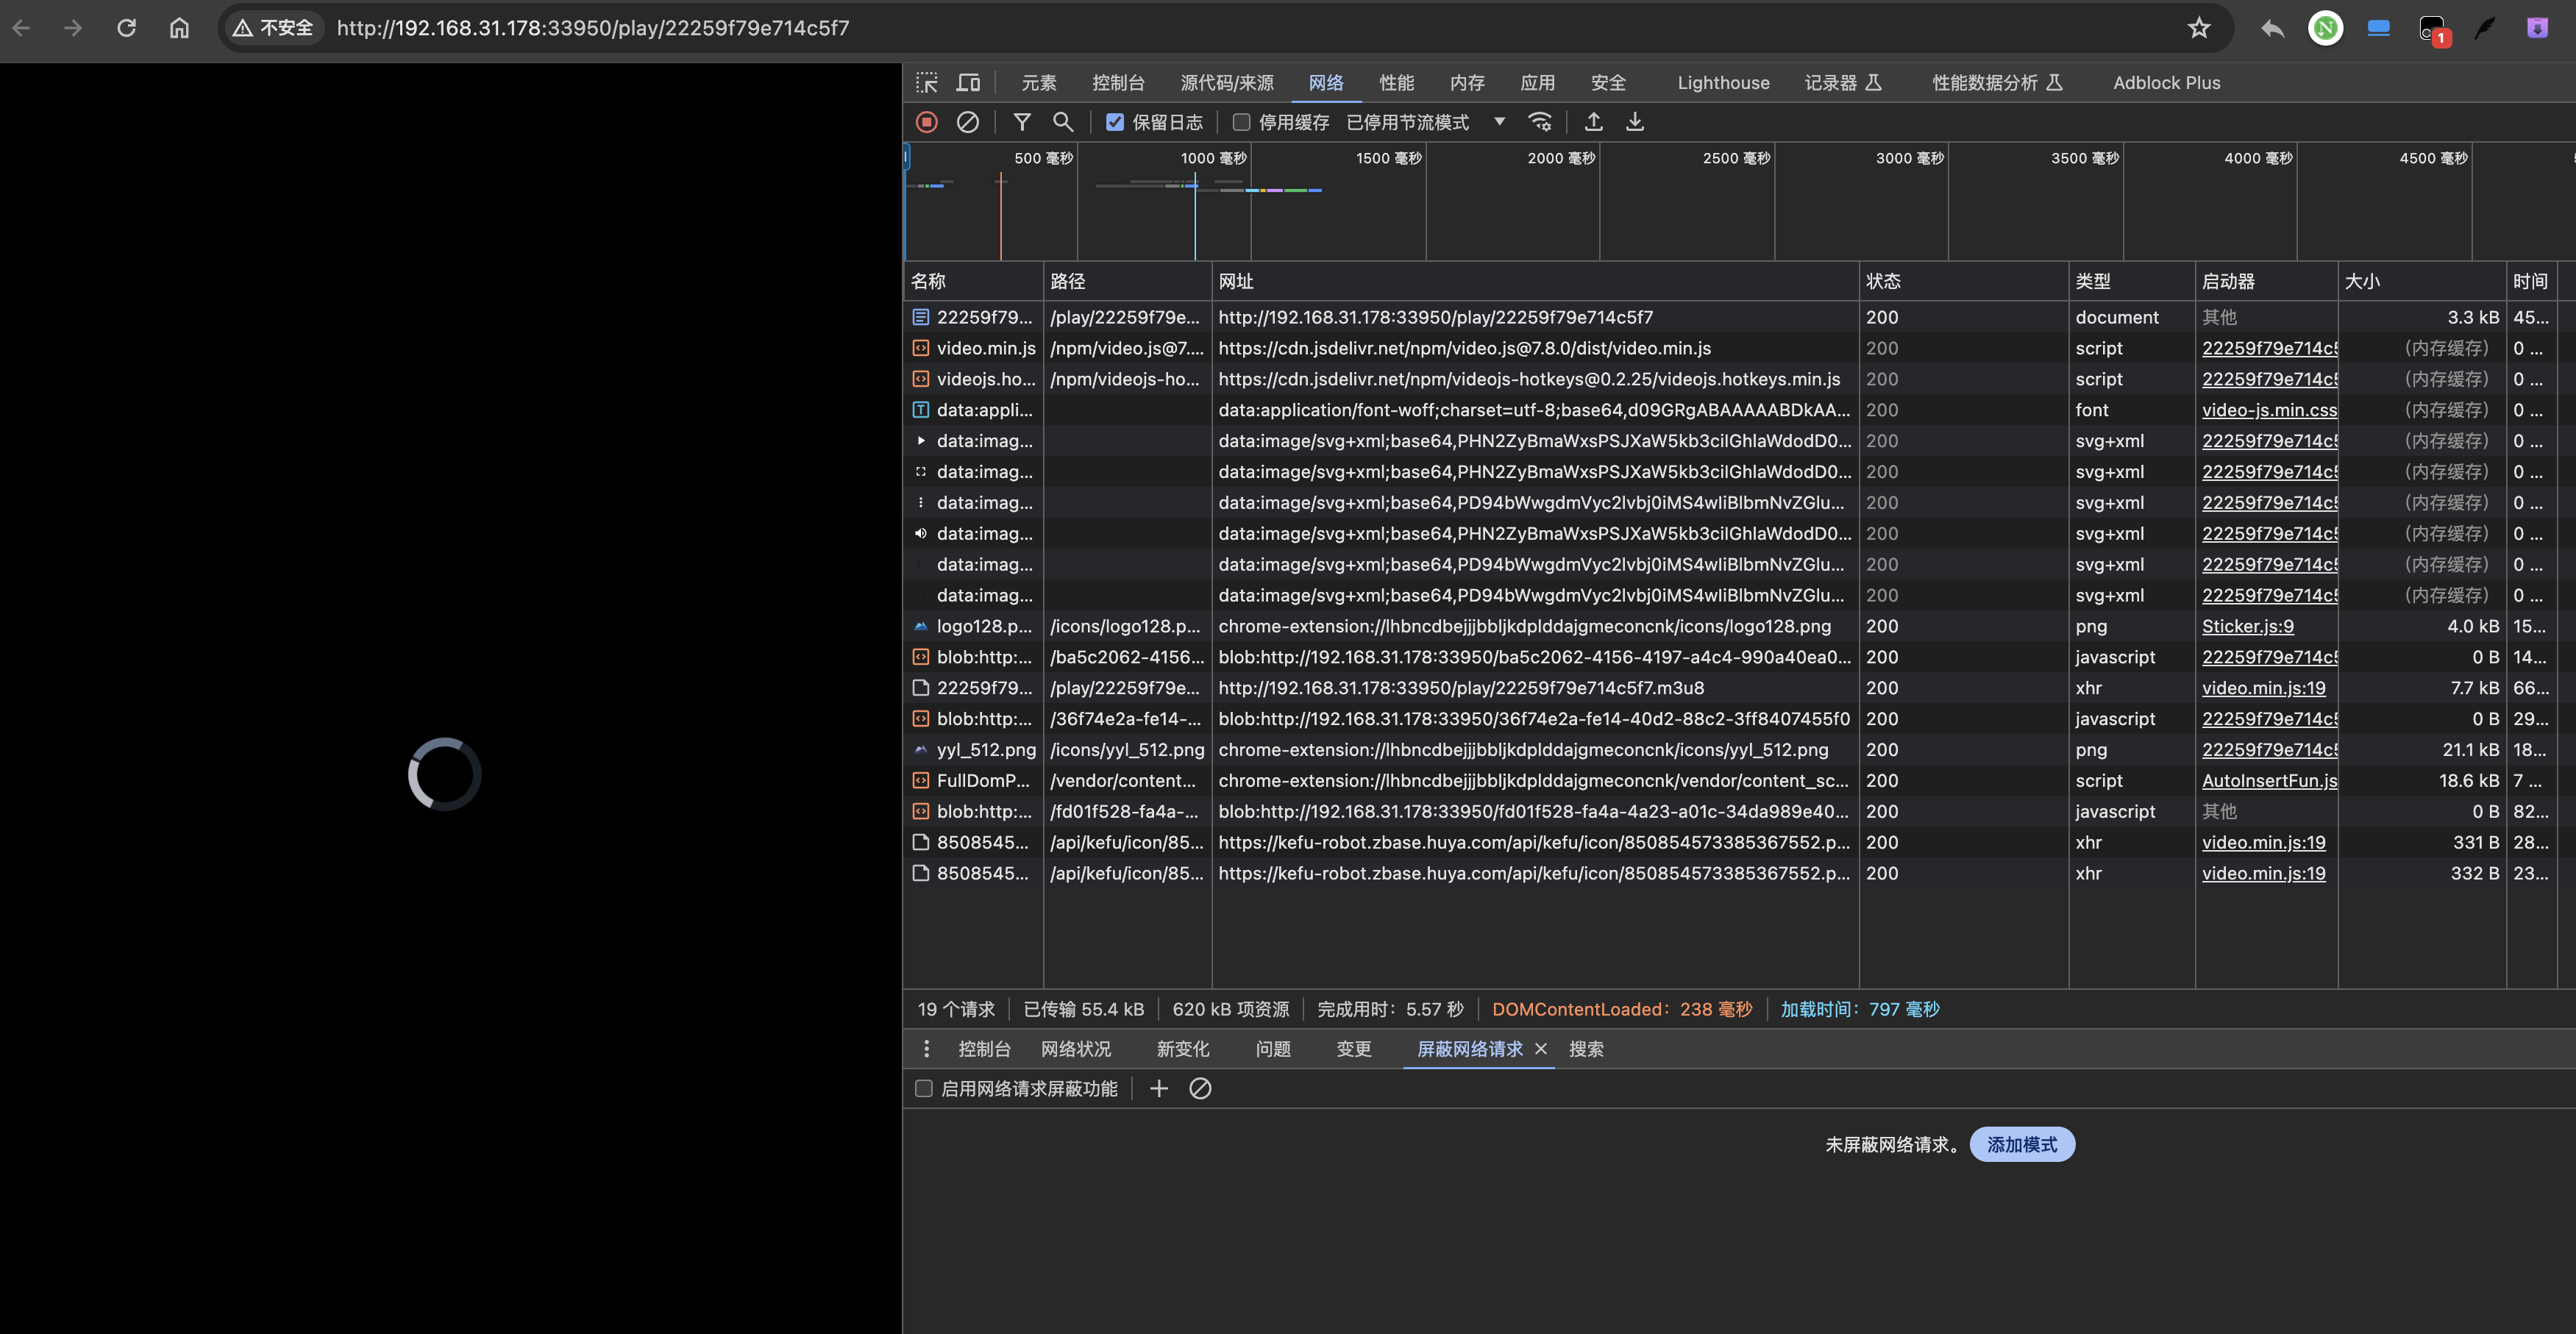 不安全 http://192.168.31.178:33950/play/22259f79e714c5f7
1
元素 控制台 源代码/来源 网络 性能 内存 应用 安全 Lighthouse 记录器 性能数据分析 Adblock Plus
保留日志 停用缓存 已停用节流模式
500 毫秒 1000 毫秒 1500 毫秒 2000 毫秒 2500 毫秒 3000 毫秒 3500 毫秒 4000 毫秒 4500 毫秒
名称 路径 网址 状态 类型 启动器 大小 时间
22259f79... /play/22259f79e... http://192.168.31.178:33950/play/22259f79e714c5f7 200 document 其他 3.3 kB 45...
video.min.js /npm/video.js@7.... https://cdn.jsdelivr.net/npm/video.js@7.8.0/dist/video.min.js 200 script 22259f79e714c5 (内存缓存) 0 ...
videojs.ho... /npm/videojs-ho... https://cdn.jsdelivr.net/npm/videojs-hotkeys@0.2.25/videojs.hotkeys.min.js 200 script 22259f79e714c5 (内存缓存) 0 ...
data:appli... data:application/font-woff;charset=utf-8;base64,d09GRgABAAAAABDkAA... 200 font video-js.min.css (内存缓存) 0 ...
data:imag... data:image/svg+xml;base64,PHN2ZyBmaWxsPSJXaW5kb3ciIGhlaWdodD0... 200 svg+xml 22259f79e714c5 (内存缓存) 0 ...
data:imag... data:image/svg+xml;base64,PHN2ZyBmaWxsPSJXaW5kb3ciIGhlaWdodD0... 200 svg+xml 22259f79e714c5 (内存缓存) 0 ...
data:imag... data:image/svg+xml;base64,PD94bWwgdmVyc2lvbj0iMS4wIiBlbmNvZGlu... 200 svg+xml 22259f79e714c5 (内存缓存) 0 ...
data:imag... data:image/svg+xml;base64,PHN2ZyBmaWxsPSJXaW5kb3ciIGhlaWdodD0... 200 svg+xml 22259f79e714c5 (内存缓存) 0 ...
data:imag... data:image/svg+xml;base64,PD94bWwgdmVyc2lvbj0iMS4wIiBlbmNvZGlu... 200 svg+xml 22259f79e714c5 (内存缓存) 0 ...
data:imag... data:image/svg+xml;base64,PD94bWwgdmVyc2lvbj0iMS4wIiBlbmNvZGlu... 200 svg+xml 22259f79e714c5 (内存缓存) 0 ...
logo128.p... /icons/logo128.p... chrome-extension://lhbncdbejjjbbljkdplddajgmeconcnk/icons/logo128.png 200 png Sticker.js:9 4.0 kB 15...
blob:http:... /ba5c2062-4156... blob:http://192.168.31.178:33950/ba5c2062-4156-4197-a4c4-990a40ea0... 200 javascript 22259f79e714c5 0 B 14...
22259f79... /play/22259f79e... http://192.168.31.178:33950/play/22259f79e714c5f7.m3u8 200 xhr video.min.js:19 7.7 kB 66...
blob:http:... /36f74e2a-fe14-... blob:http://192.168.31.178:33950/36f74e2a-fe14-40d2-88c2-3ff8407455f0 200 javascript 22259f79e714c5 0 B 29...
yyl_512.png /icons/yyl_512.png chrome-extension://lhbncdbejjjbbljkdplddajgmeconcnk/icons/yyl_512.png 200 png 22259f79e714c5 21.1 kB 18...
FullDomP... /vendor/content... chrome-extension://lhbncdbejjjbbljkdplddajgmeconcnk/vendor/content_sc... 200 script AutoInsertFun.js 18.6 kB 7 ...
blob:http:... /fd01f528-fa4a-... blob:http://192.168.31.178:33950/fd01f528-fa4a-4a23-a01c-34da989e40... 200 javascript 其他 0 B 82...
8508545... /api/kefu/icon/85... https://kefu-robot.zbase.huya.com/api/kefu/icon/850854573385367552.p... 200 xhr video.min.js:19 331 B 28...
8508545... /api/kefu/icon/85... https://kefu-robot.zbase.huya.com/api/kefu/icon/850854573385367552.p... 200 xhr video.min.js:19 332 B 23...
19 个请求 已传输 55.4 kB 620 kB 项资源 完成用时：5.57 秒 DOMContentLoaded：238 毫秒 加载时间：797 毫秒
控制台 网络状况 新变化 问题 变更 屏蔽网络请求 搜索
启用网络请求屏蔽功能
未屏蔽网络请求。 添加模式